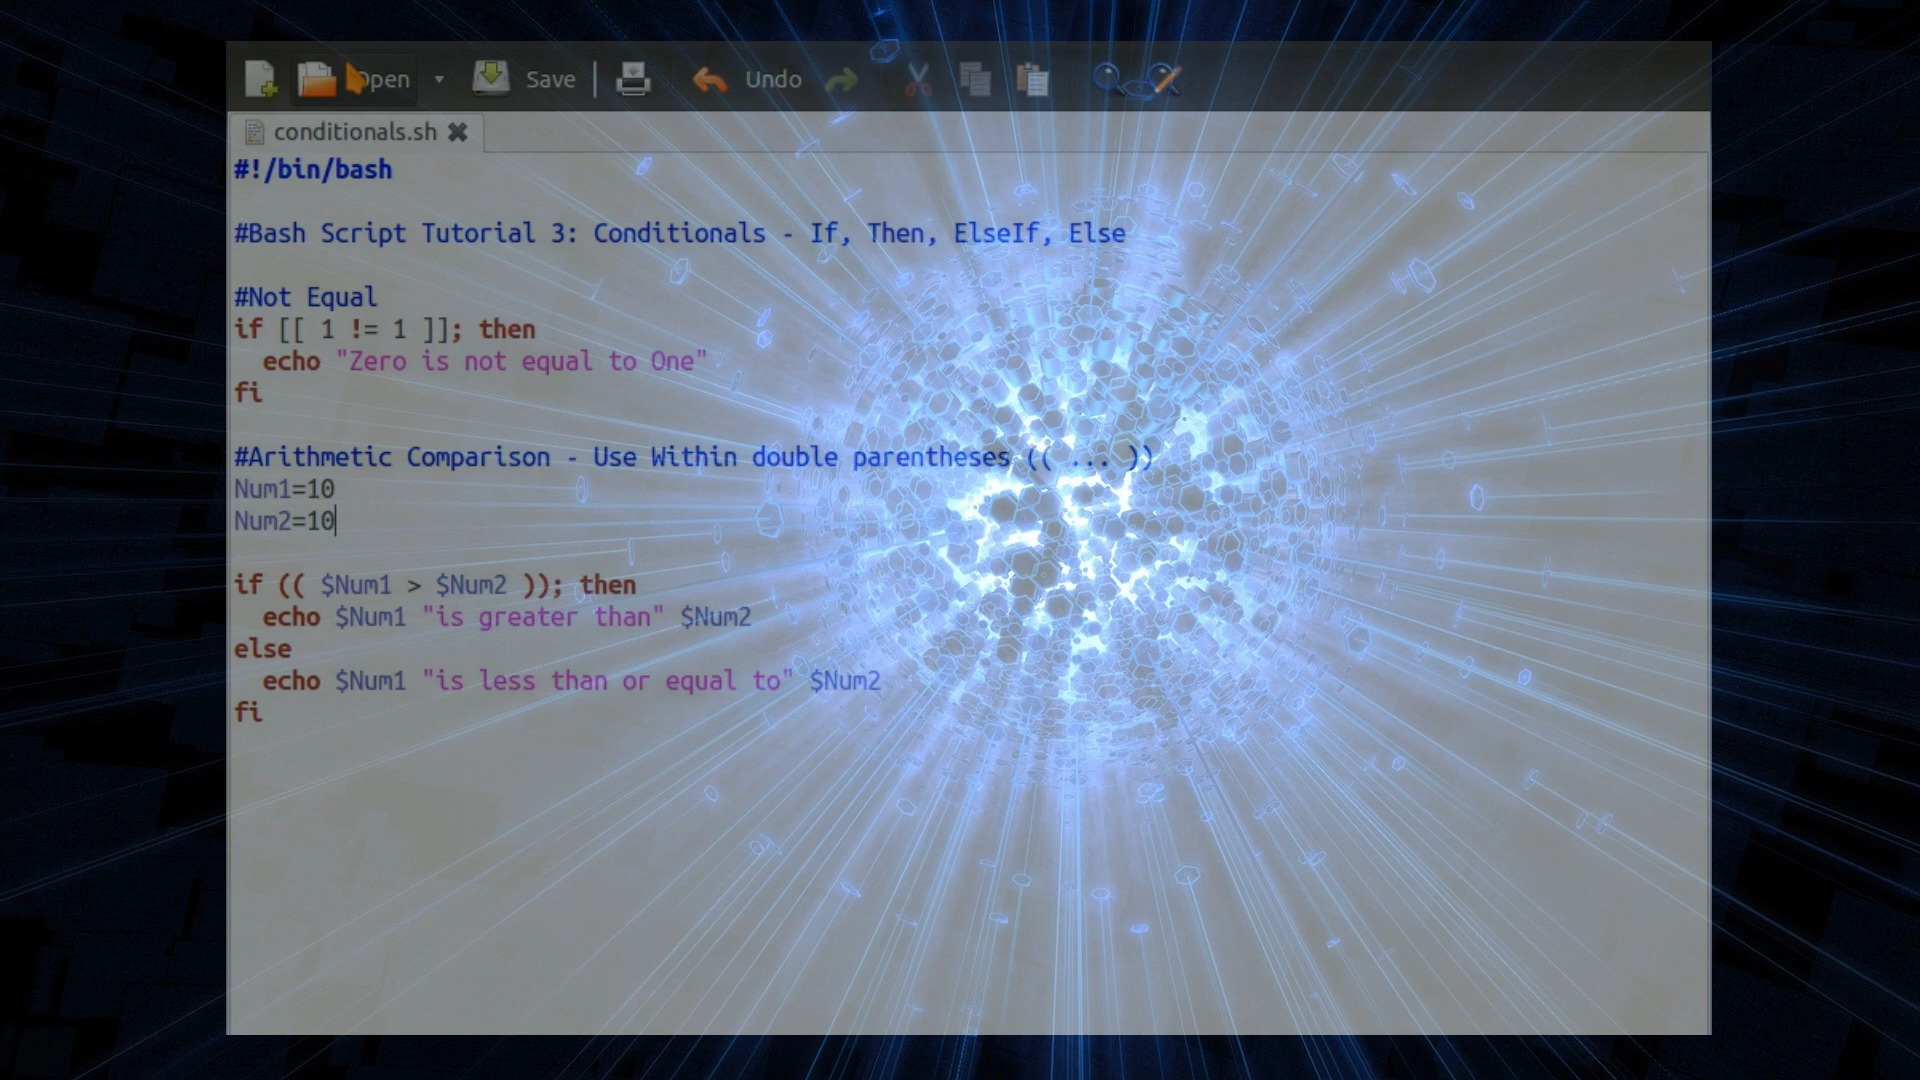 Open Save Undo
conditionals.sh
#!/bin/bash
#Bash Script Tutorial 3: Conditionals - If, Then, ElseIf, Else
#Not Equal
if [[ 1 != 1 ]]; then
  echo "Zero is not equal to One"
fi
#Arithmetic Comparison - Use Within double parentheses (( ... ))
Num1=10
Num2=10
if (( $Num1 > $Num2 )); then
  echo $Num1 "is greater than" $Num2
else
  echo $Num1 "is less than or equal to" $Num2
fi